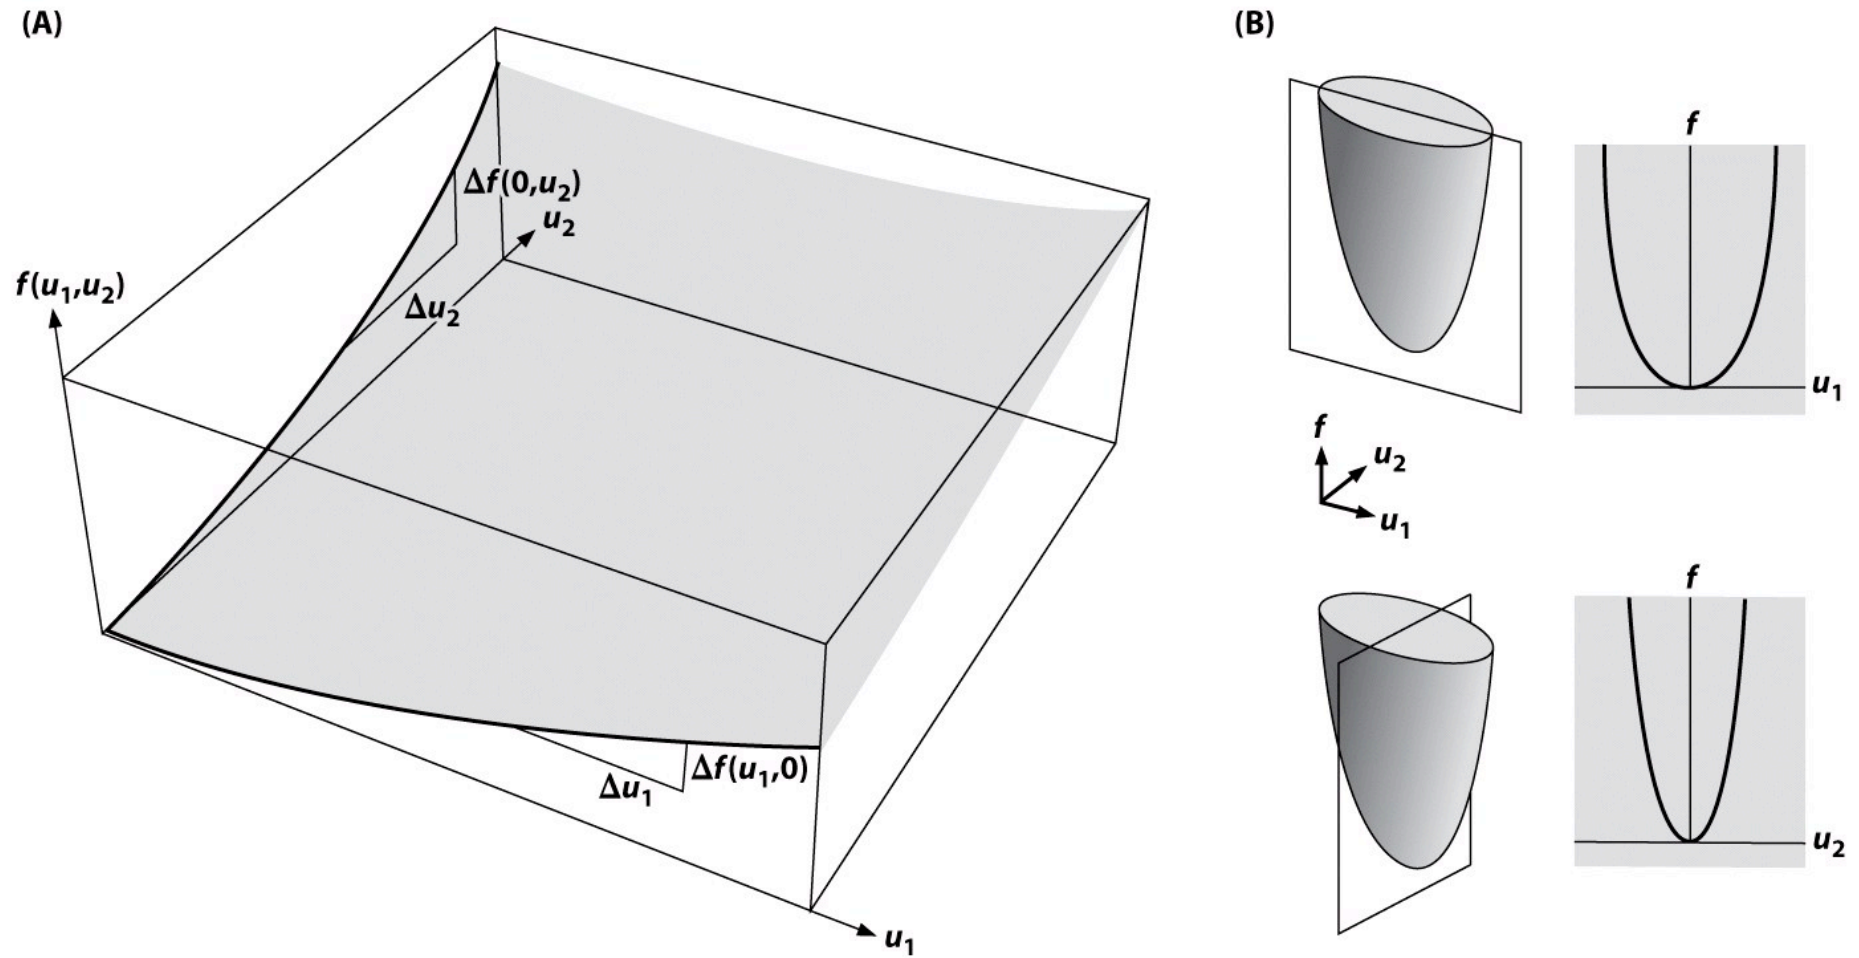 (A)
Δf(0,u₂)
u₂
f(u₁,u₂)
Δu₂
Δf(u₁,0)
Δu₁
u₁
(B)
f
u₁
f
u₂
u₁
f
u₂